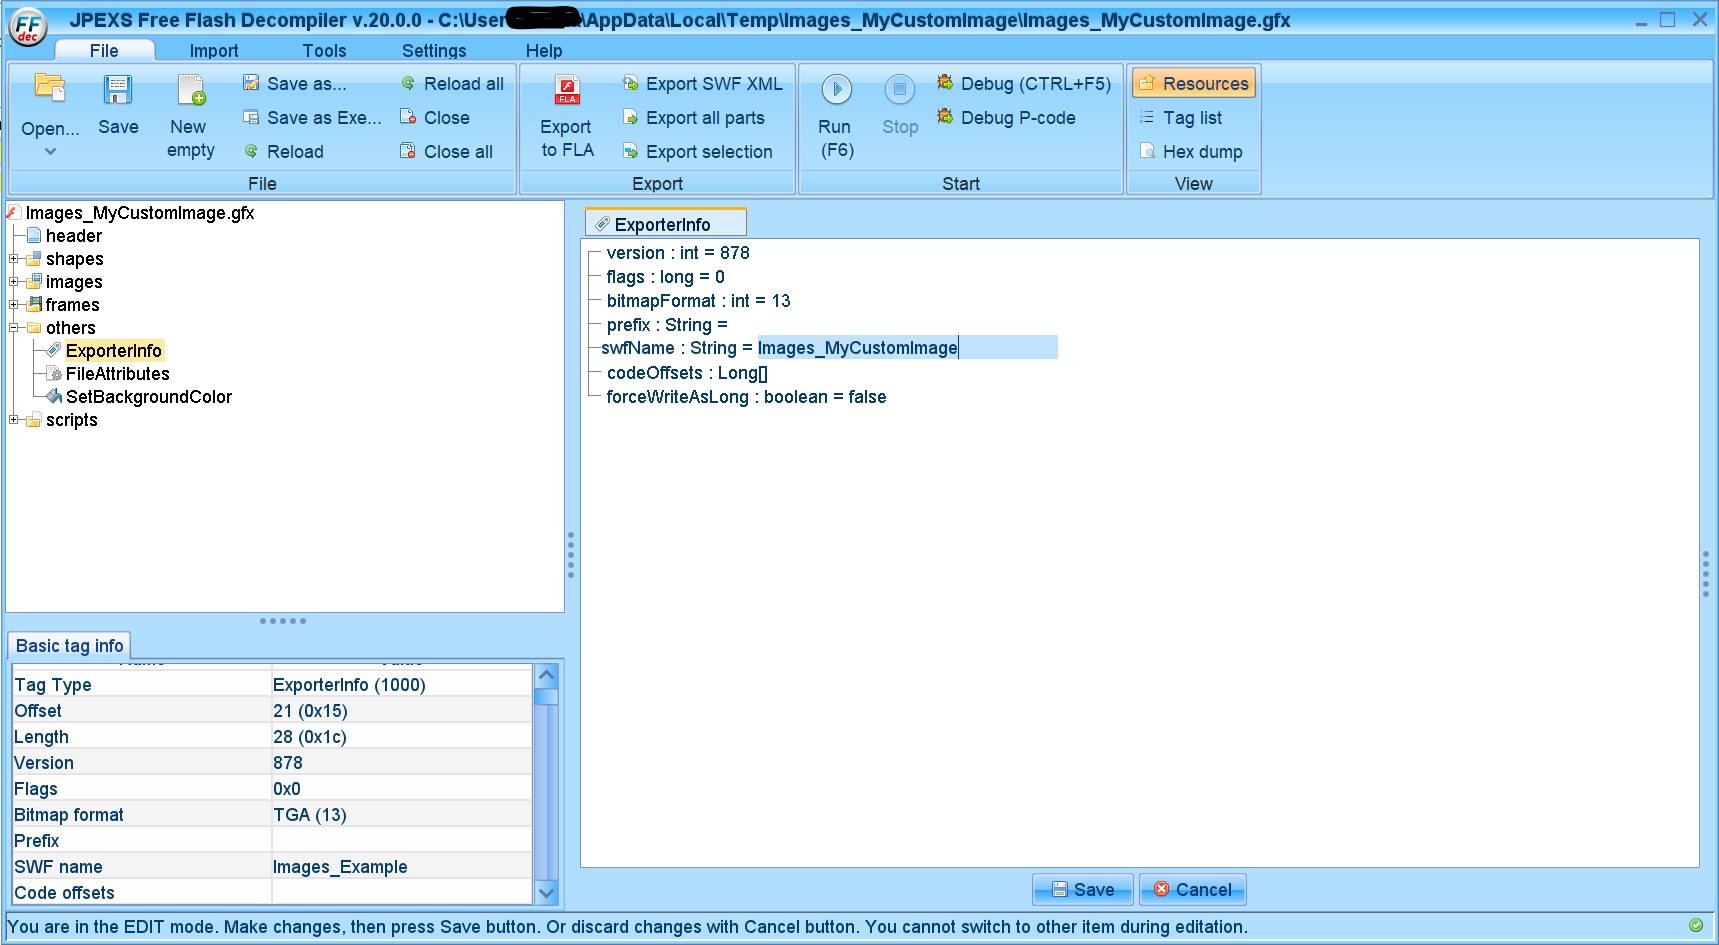 JPEXS Free Flash Decompiler v.20.0.0 - C:\User \AppData\Local\Temp\Images_MyCustomImage\Images_MyCustomImage.gfx
FF dec
File Import Tools Settings Help
Open... Save New empty
Save as...
Save as Exe...
Reload
Reload all
Close
Close all
File
Export to FLA
FLA
Export SWF XML
Export all parts
Export selection
Export
Run (F6)
Stop
Debug (CTRL+F5)
Debug P-code
Start
Resources
Tag list
Hex dump
View
Images_MyCustomImage.gfx
header
shapes
images
frames
others
ExporterInfo
FileAttributes
SetBackgroundColor
scripts
ExporterInfo
version : int = 878
flags : long = 0
bitmapFormat : int = 13
prefix : String =
swfName : String = Images_MyCustomImage
codeOffsets : Long[]
forceWriteAsLong : boolean = false
Basic tag info
Name Value
Tag Type ExporterInfo (1000)
Offset 21 (0x15)
Length 28 (0x1c)
Version 878
Flags 0x0
Bitmap format TGA (13)
Prefix
SWF name Images_Example
Code offsets
Save Cancel
You are in the EDIT mode. Make changes, then press Save button. Or discard changes with Cancel button. You cannot switch to other item during editation.